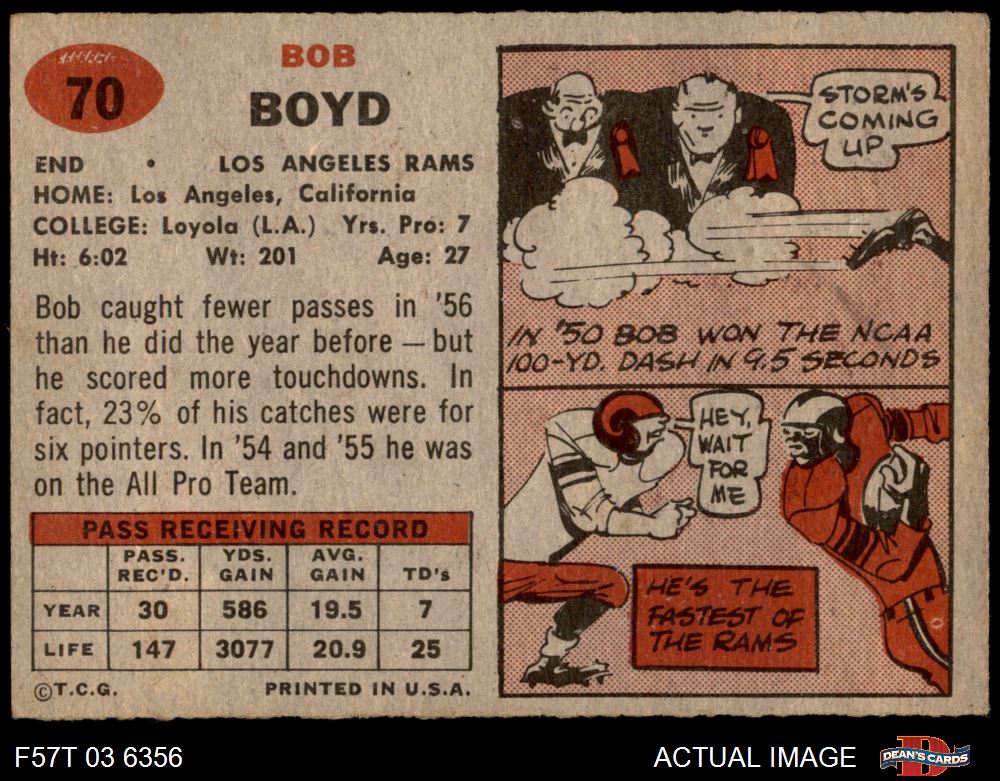 70
BOB
BOYD
END • LOS ANGELES RAMS
HOME: Los Angeles, California
COLLEGE: Loyola (L.A.) Yrs. Pro: 7
Ht: 6:02 Wt: 201 Age: 27
Bob caught fewer passes in '56
than he did the year before — but
he scored more touchdowns. In
fact, 23% of his catches were for
six pointers. In '54 and '55 he was
on the All Pro Team.
PASS RECEIVING RECORD
PASS. REC'D. YDS. GAIN AVG. GAIN TD's
YEAR 30 586 19.5 7
LIFE 147 3077 20.9 25
©T.C.G. PRINTED IN U.S.A.
STORM'S
COMING
UP
IN '50 BOB WON THE NCAA
100-YD. DASH IN 9.5 SECONDS
HEY,
WAIT
FOR
ME
HE'S THE
FASTEST OF
THE RAMS
F57T 03 6356 ACTUAL IMAGE
DEAN'S CARDS